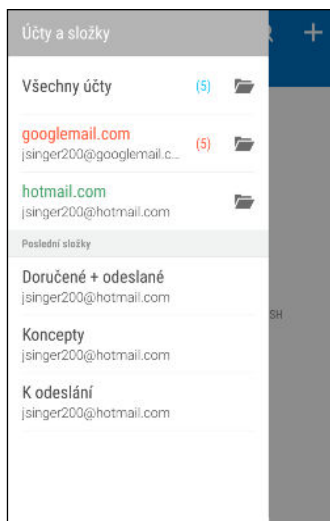 Účty a složky
Všechny účty (5)
googlemail.com (5)
jsinger200@googlemail.c...
hotmail.com
jsinger200@hotmail.com
Poslední složky
Doručené + odeslané
jsinger200@hotmail.com
SH
Koncepty
jsinger200@hotmail.com
K odeslání
jsinger200@hotmail.com